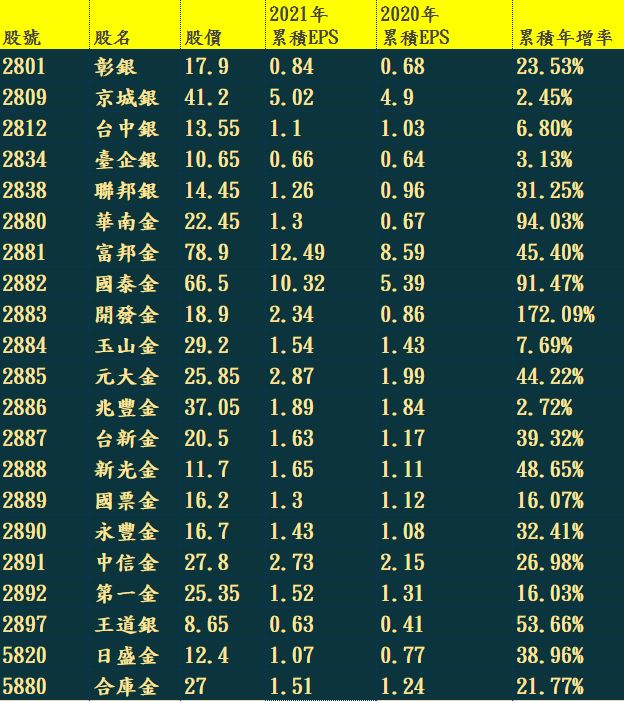 股號 股名 股價 2021年 累積EPS 2020年 累積EPS 累積年增率
2801 彰銀 17.9 0.84 0.68 23.53%
2809 京城銀 41.2 5.02 4.9 2.45%
2812 台中銀 13.55 1.1 1.03 6.80%
2834 臺企銀 10.65 0.66 0.64 3.13%
2838 聯邦銀 14.45 1.26 0.96 31.25%
2880 華南金 22.45 1.3 0.67 94.03%
2881 富邦金 78.9 12.49 8.59 45.40%
2882 國泰金 66.5 10.32 5.39 91.47%
2883 開發金 18.9 2.34 0.86 172.09%
2884 玉山金 29.2 1.54 1.43 7.69%
2885 元大金 25.85 2.87 1.99 44.22%
2886 兆豐金 37.05 1.89 1.84 2.72%
2887 台新金 20.5 1.63 1.17 39.32%
2888 新光金 11.7 1.65 1.11 48.65%
2889 國票金 16.2 1.3 1.12 16.07%
2890 永豐金 16.7 1.43 1.08 32.41%
2891 中信金 27.8 2.73 2.15 26.98%
2892 第一金 25.35 1.52 1.31 16.03%
2897 王道銀 8.65 0.63 0.41 53.66%
5820 日盛金 12.4 1.07 0.77 38.96%
5880 合庫金 27 1.51 1.24 21.77%